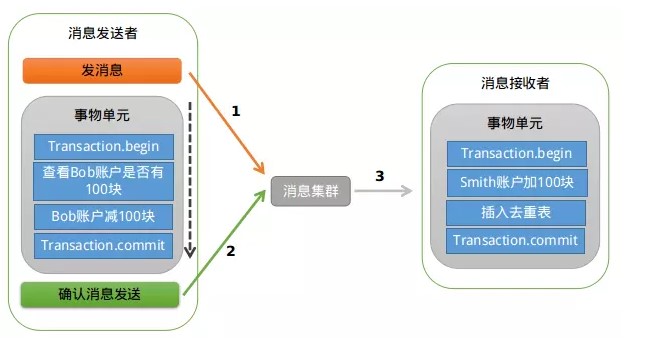 消息发送者
发消息
事物单元
Transaction.begin
查看Bob账户是否有
100块
Bob账户减100块
Transaction.commit
确认消息发送
1
2
消息集群
3
消息接收者
事物单元
Transaction.begin
Smith账户加100块
插入去重表
Transaction.commit